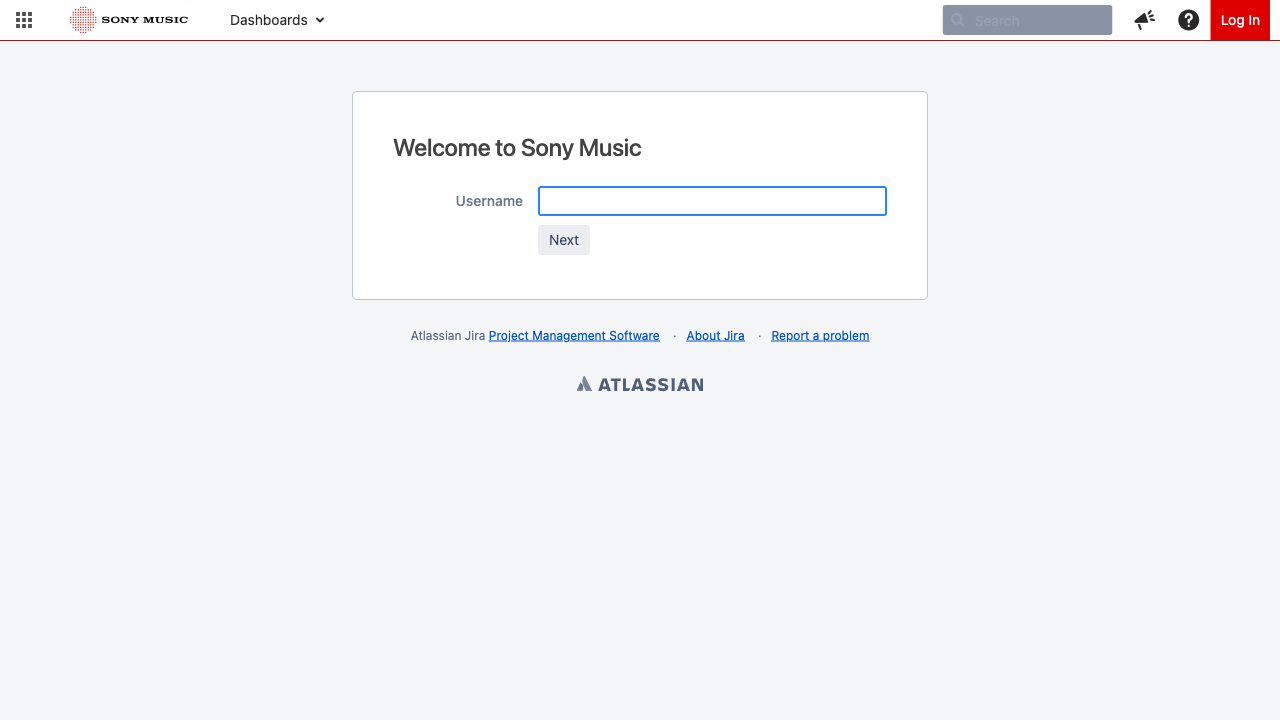 SONY MUSIC
Dashboards
Search
Log In
Welcome to Sony Music
Username
Next
Atlassian Jira Project Management Software · About Jira · Report a problem
ATLASSIAN